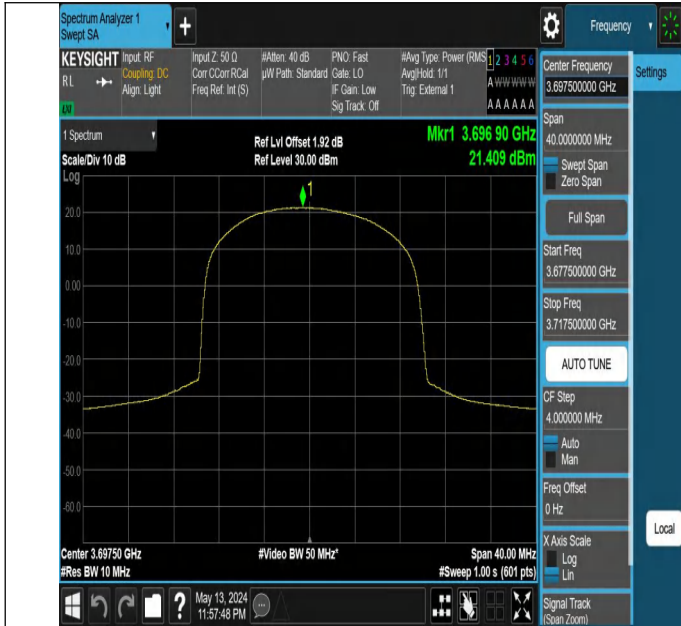 Spectrum Analyzer 1
Swept SA
+
Frequency
KEYSIGHT
RL
LXI
Input: RF
Coupling: DC
Align: Light
Input Z: 50 Ω
Corr CCorr RCal
Freq Ref: Int (S)
#Atten: 40 dB
µW Path: Standard
PNO: Fast
Gate: LO
IF Gain: Low
Sig Track: Off
#Avg Type: Power (RMS
Avg|Hold: 1/1
Trig: External 1
1 2 3 4 5 6
A W W W W W
A A A A A A
1 Spectrum
Scale/Div 10 dB
Ref Lvl Offset 1.92 dB
Ref Level 30.00 dBm
Mkr1 3.696 90 GHz
21.409 dBm
Log
1
20.0
10.0
0.00
-10.0
-20.0
-30.0
-40.0
-50.0
-60.0
Center 3.69750 GHz
#Res BW 10 MHz
#Video BW 50 MHz*
Span 40.00 MHz
#Sweep 1.00 s (601 pts)
May 13, 2024
11:57:48 PM
?
Center Frequency
3.697500000 GHz
Span
40.0000000 MHz
Swept Span
Zero Span
Full Span
Start Freq
3.677500000 GHz
Stop Freq
3.717500000 GHz
AUTO TUNE
CF Step
4.000000 MHz
Auto
Man
Freq Offset
0 Hz
X Axis Scale
Log
Lin
Signal Track
(Span Zoom)
Settings
Local